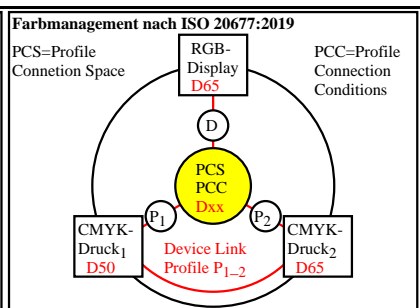 Farbmanagement nach ISO 20677:2019
PCS=Profile
Connetion Space
RGB-
Display
D65
PCC=Profile
Connection
Conditions
D
PCS
PCC
Dxx
P1
P2
CMYK-
Druck1
D50
Device Link
Profile P1–2
CMYK-
Druck2
D65